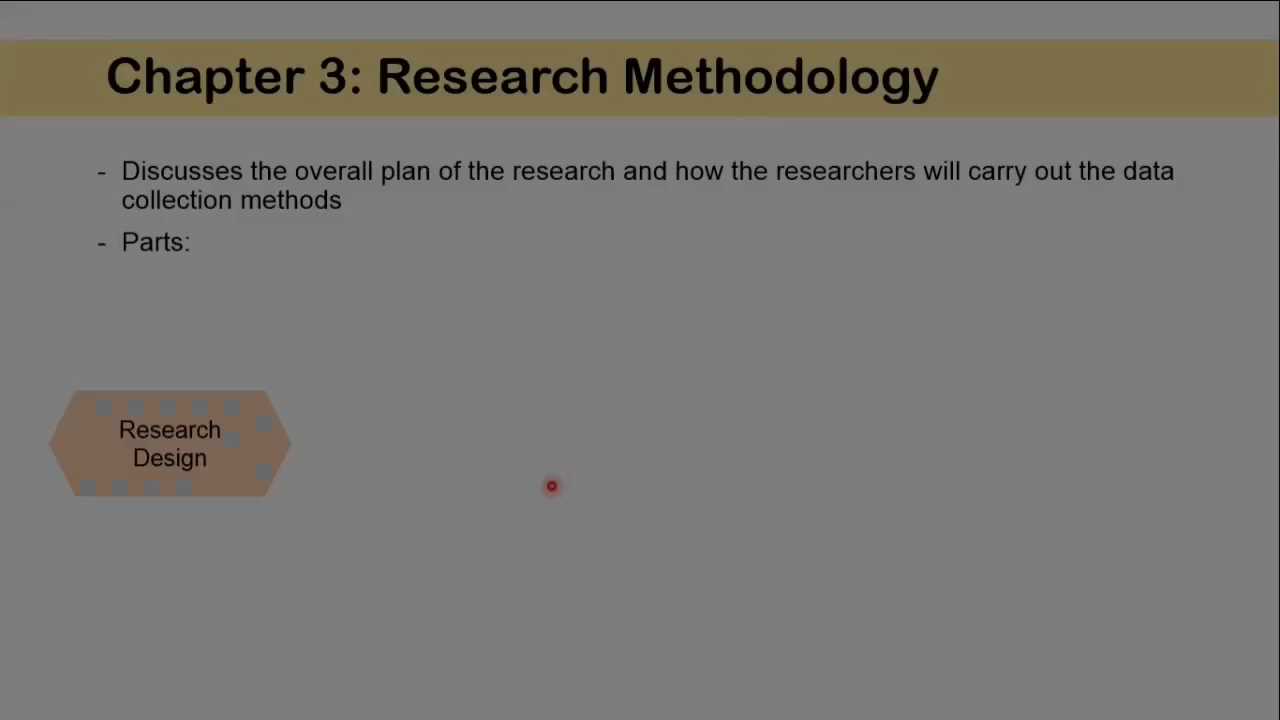 Chapter 3: Research Methodology
- Discusses the overall plan of the research and how the researchers will carry out the data
collection methods
- Parts:
Research
Design